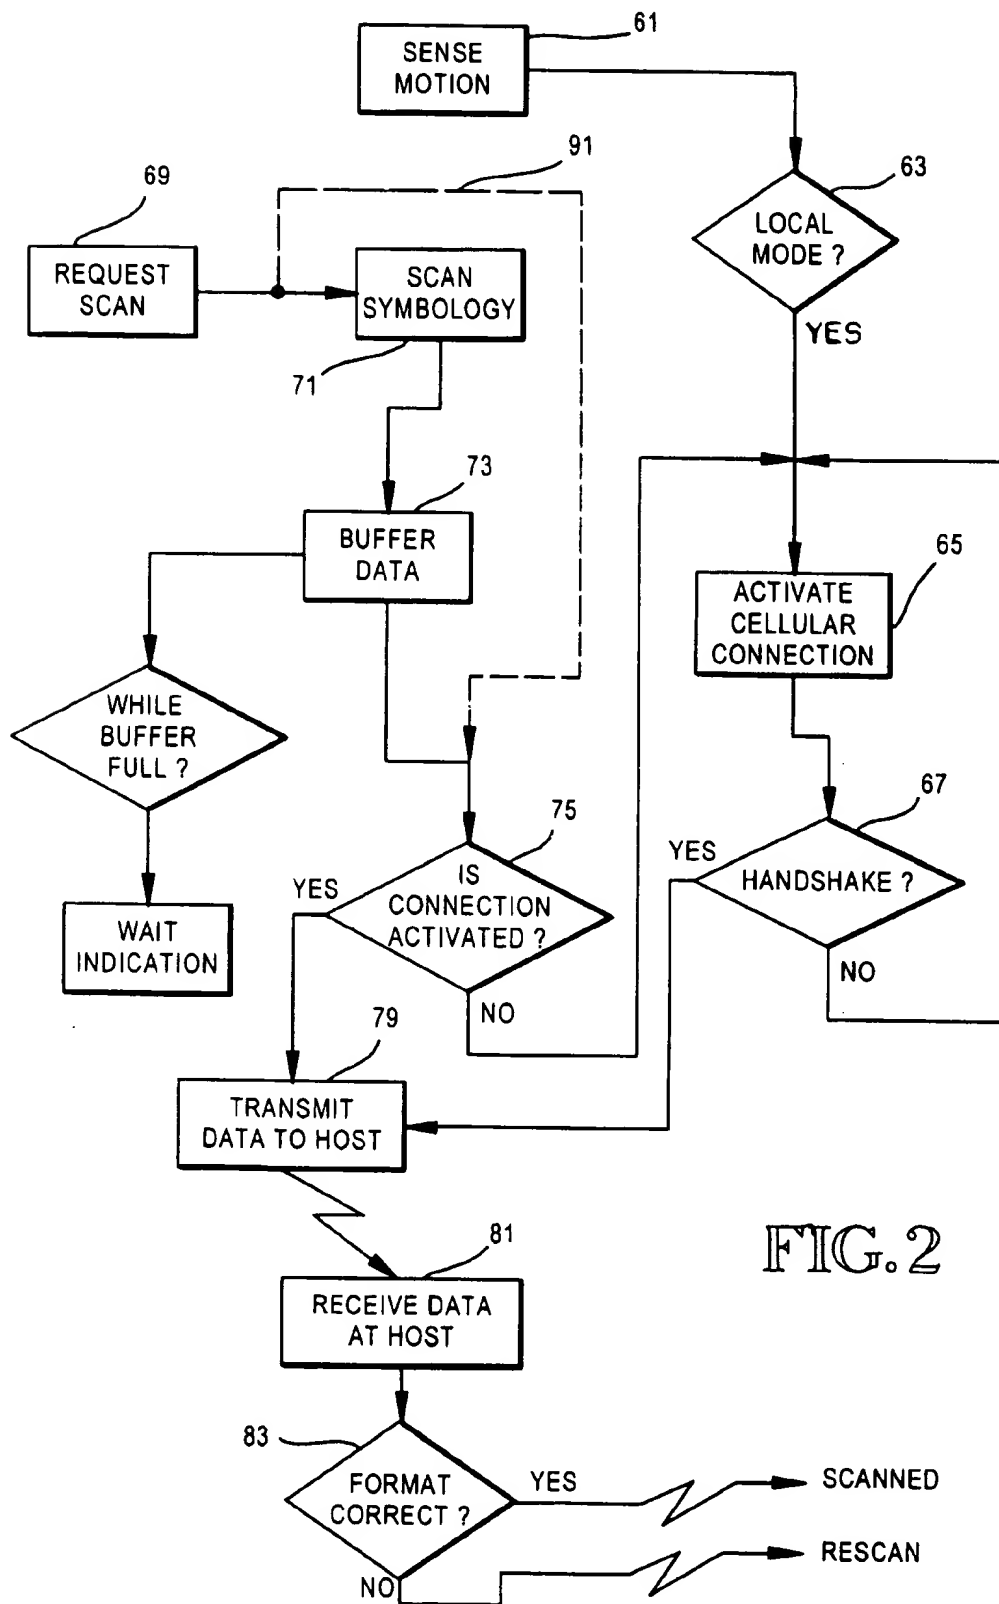 61
SENSE
MOTION
91
69
63
LOCAL
MODE ?
REQUEST
SCAN
SCAN
SYMBOLOGY
YES
71
73
BUFFER
DATA
65
ACTIVATE
CELLULAR
CONNECTION
WHILE
BUFFER
FULL ?
67
75
YES
HANDSHAKE ?
YES
IS
CONNECTION
ACTIVATED ?
WAIT
INDICATION
NO
NO
79
TRANSMIT
DATA TO HOST
FIG. 2
81
RECEIVE DATA
AT HOST
83
FORMAT
CORRECT ?
YES
SCANNED
RESCAN
NO